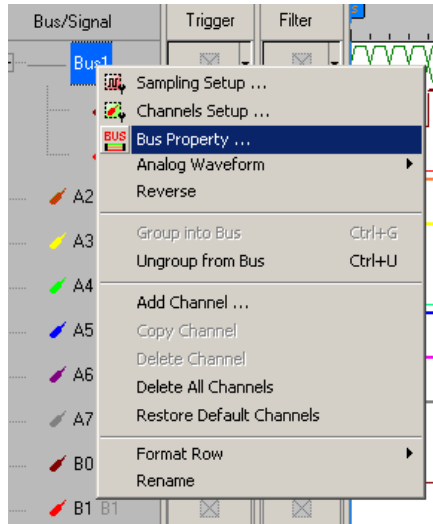 Bus/Signal Trigger Filter
Bus1
Sampling Setup ...
Channels Setup ...
BUS Bus Property ...
Analog Waveform
Reverse
A2
Group into Bus Ctrl+G
A3
Ungroup from Bus Ctrl+U
A4
Add Channel ...
A5
Copy Channel
Delete Channel
A6
Delete All Channels
A7
Restore Default Channels
B0
Format Row
Rename
B1 B1